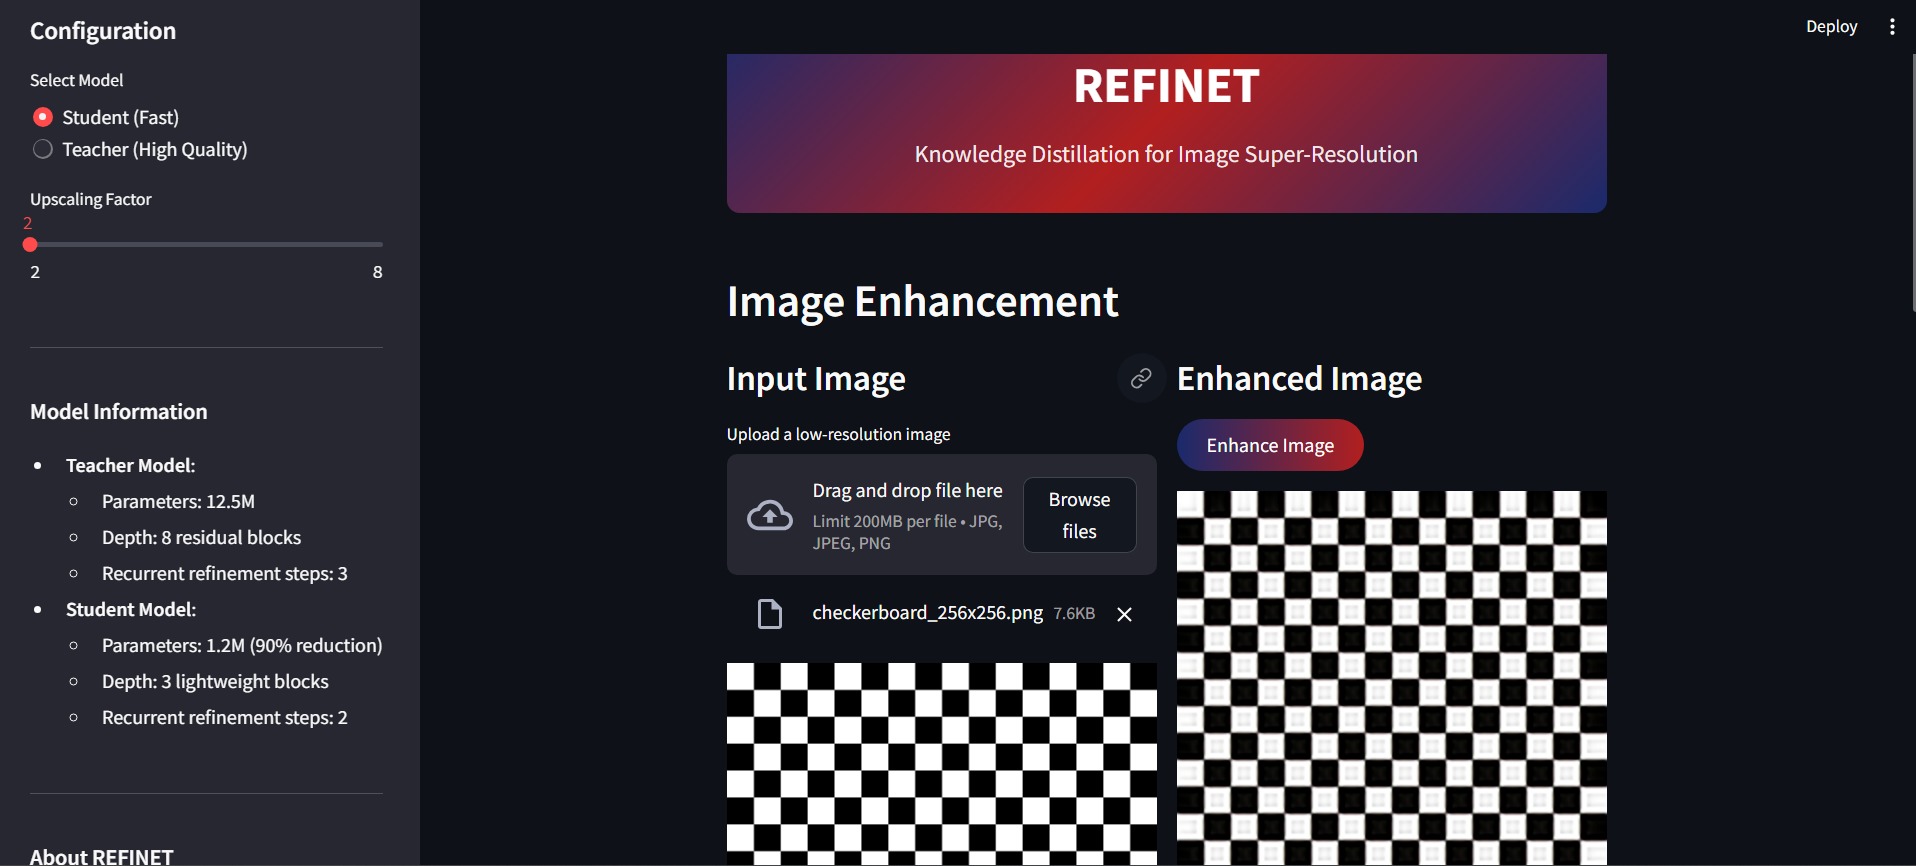 Configuration
Select Model
Student (Fast)
Teacher (High Quality)
Upscaling Factor
2
2
8
Model Information
Teacher Model:
Parameters: 12.5M
Depth: 8 residual blocks
Recurrent refinement steps: 3
Student Model:
Parameters: 1.2M (90% reduction)
Depth: 3 lightweight blocks
Recurrent refinement steps: 2
About REFINET
Deploy
REFINET
Knowledge Distillation for Image Super-Resolution
Image Enhancement
Input Image
Upload a low-resolution image
Drag and drop file here
Limit 200MB per file • JPG,
JPEG, PNG
Browse
files
checkerboard_256x256.png 7.6KB
Enhanced Image
Enhance Image